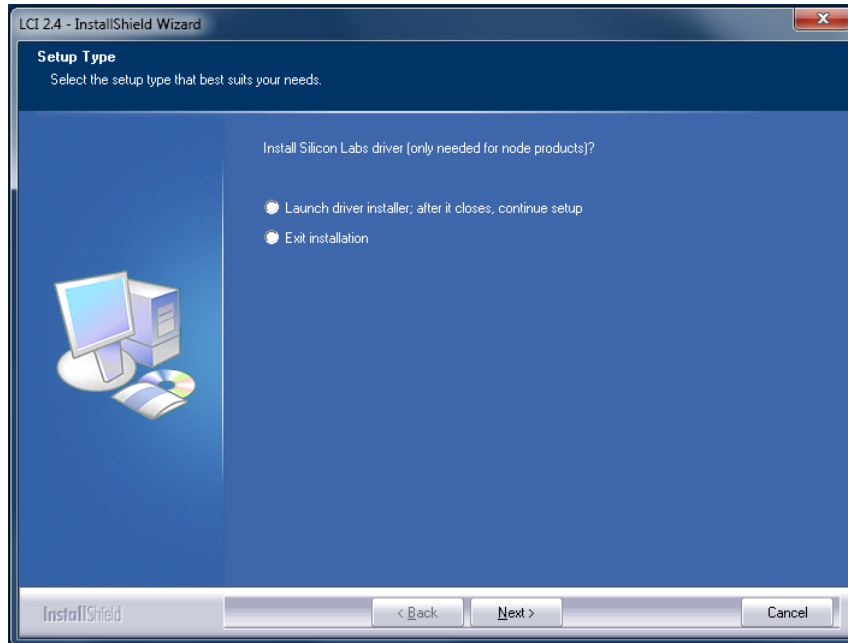 LCI 2.4 - InstallShield Wizard
Setup Type
Select the setup type that best suits your needs.
Install Silicon Labs driver (only needed for node products)?
Launch driver installer; after it closes, continue setup
Exit installation
InstallShield
< Back
Next >
Cancel